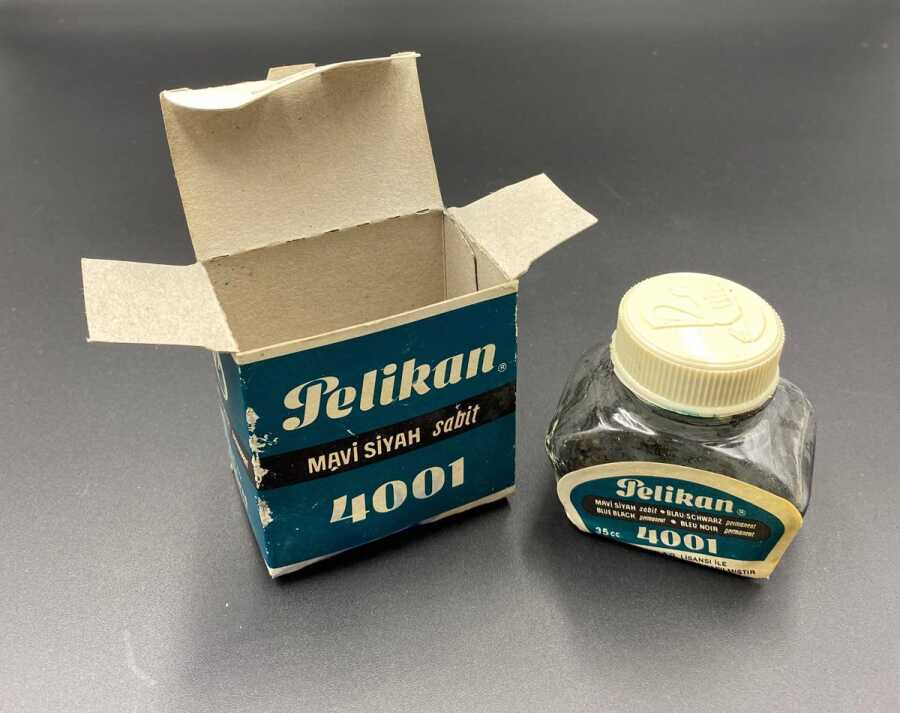 Pelikan®
MAVİ SİYAH sabit
4001
Pelikan®
MAVİ SİYAH sabit • BLAU-SCHWARZ permanent
BLUE BLACK permanent • BLEU NOIR permanent
35 cc 4001
LİSANSI İLE